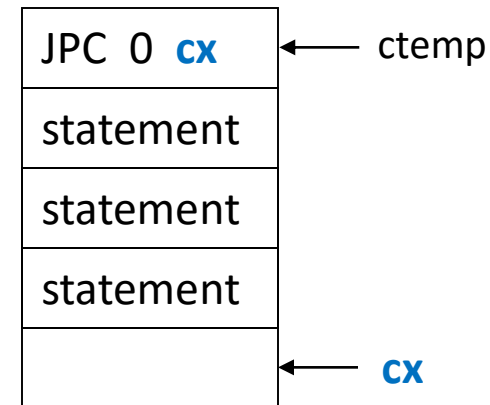 JPC 0 cx
ctemp
statement
statement
statement
cx